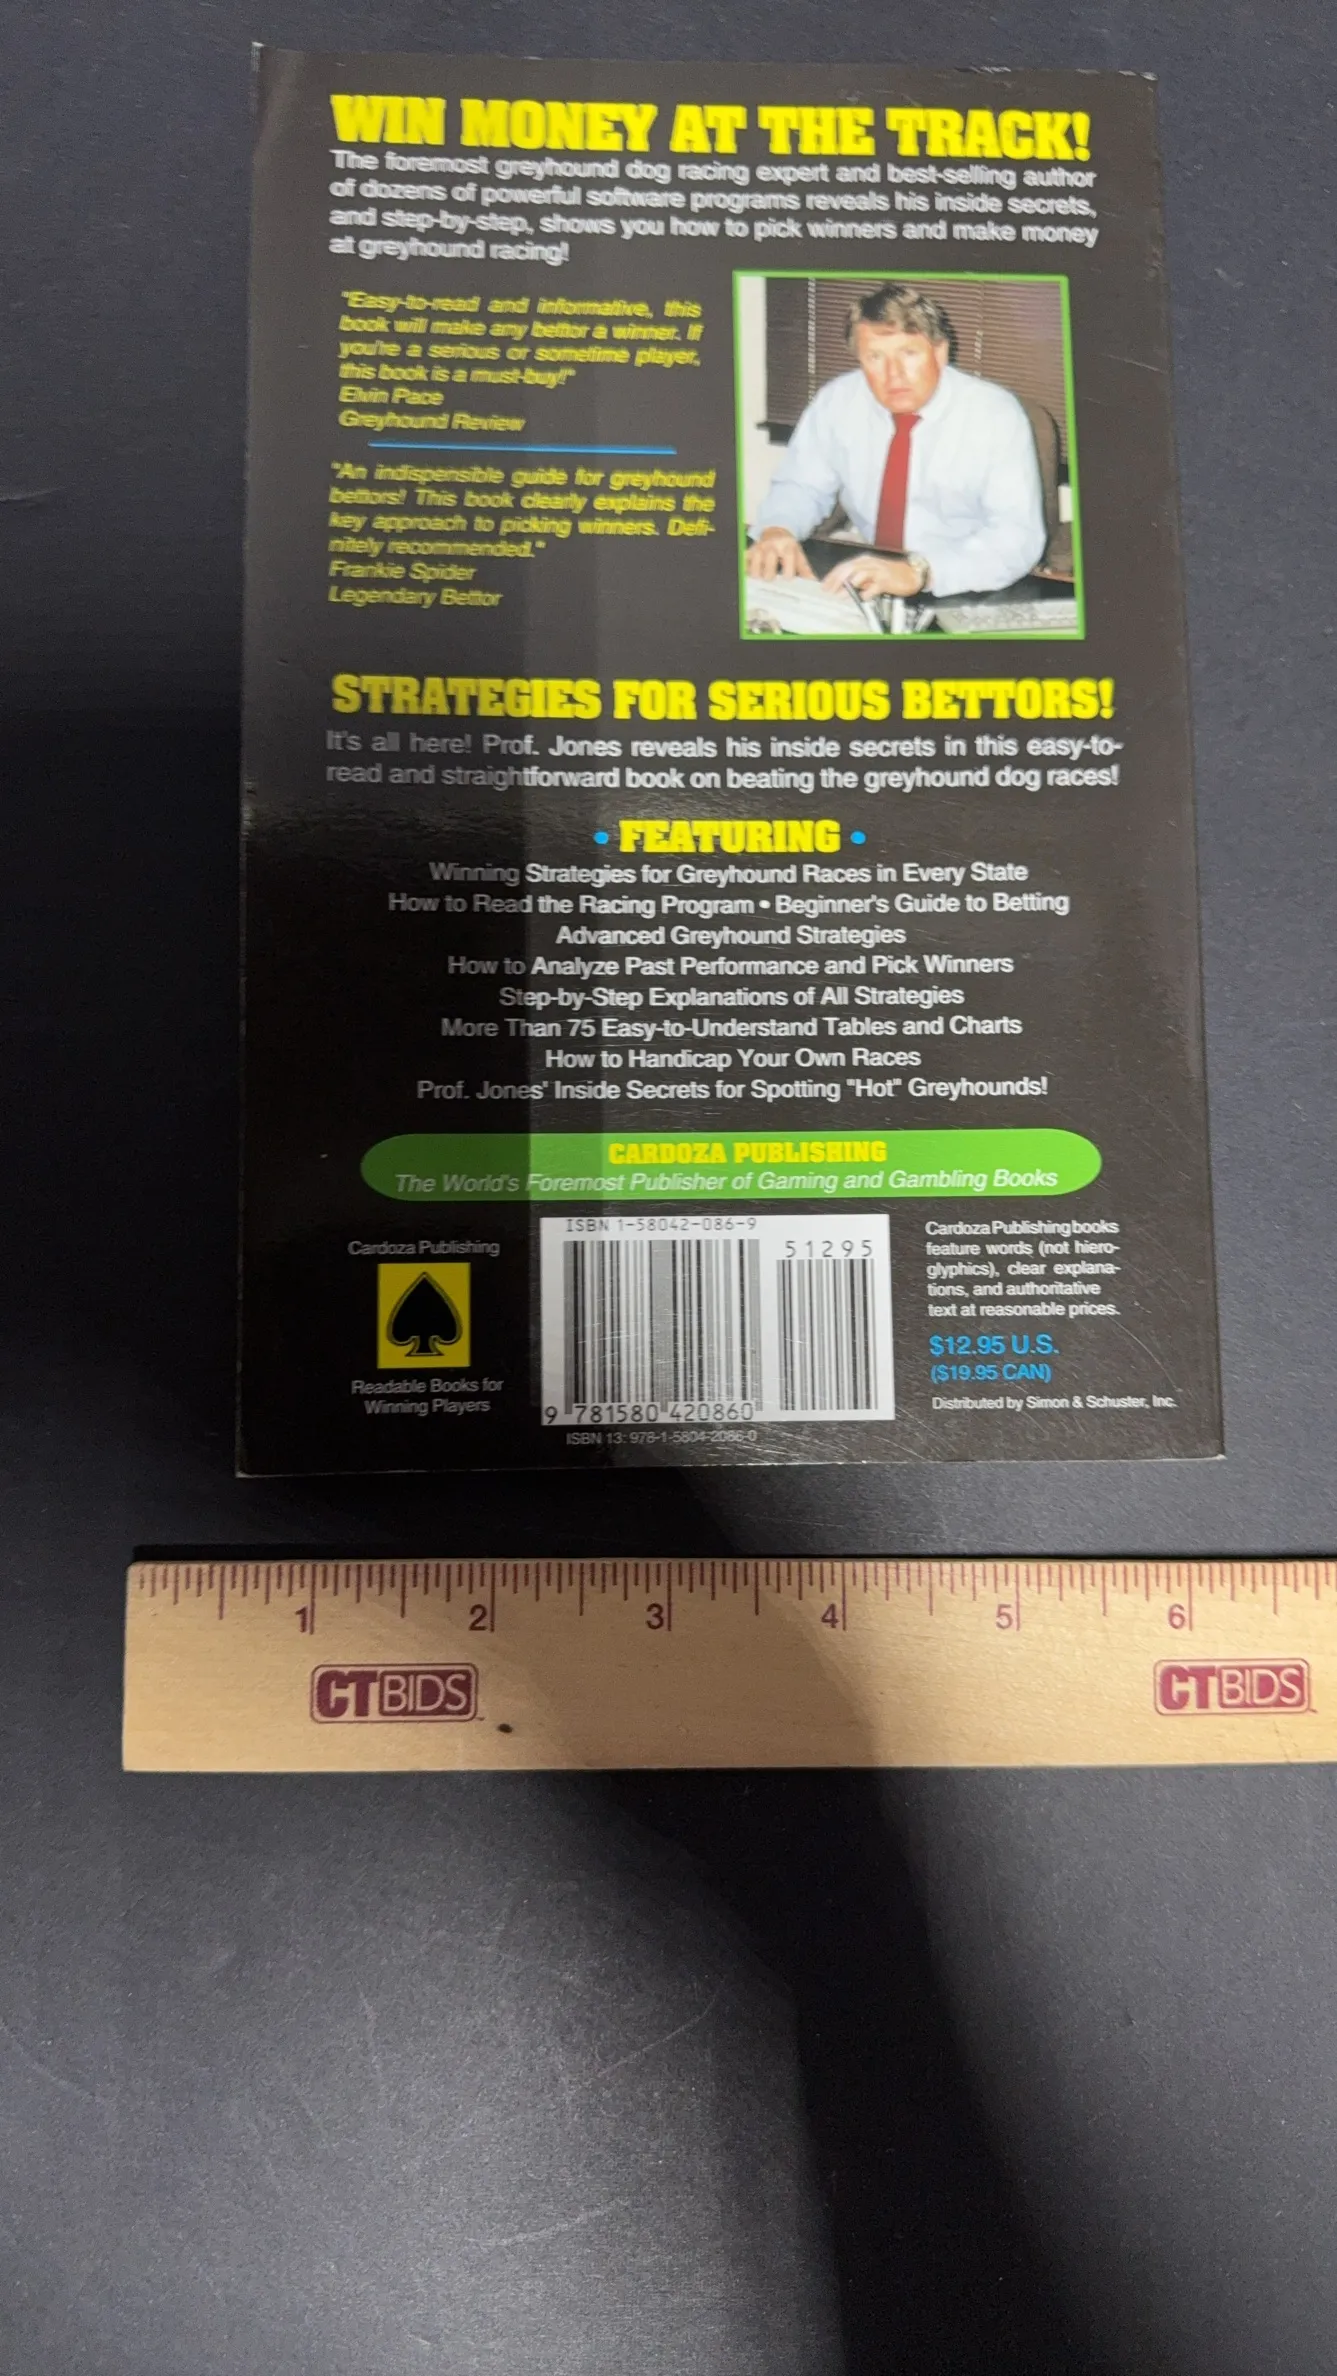 WIN MONEY AT THE TRACK!
The foremost greyhound dog racing expert and best-selling author
of dozens of powerful software programs reveals his inside secrets,
and step-by-step, shows you how to pick winners and make money
at greyhound racing!
"Easy-to-read and informative, this
book will make any bettor a winner. If
you're a serious or sometime player,
this book is a must-buy!"
Elvin Pace
Greyhound Review
"An indispensible guide for greyhound
bettors! This book clearly explains the
key approach to picking winners. Defi-
nitely recommended."
Frankie Spider
Legendary Bettor
STRATEGIES FOR SERIOUS BETTORS!
It's all here! Prof. Jones reveals his inside secrets in this easy-to-
read and straightforward book on beating the greyhound dog races!
• FEATURING •
Winning Strategies for Greyhound Races in Every State
How to Read the Racing Program • Beginner's Guide to Betting
Advanced Greyhound Strategies
How to Analyze Past Performance and Pick Winners
Step-by-Step Explanations of All Strategies
More Than 75 Easy-to-Understand Tables and Charts
How to Handicap Your Own Races
Prof. Jones' Inside Secrets for Spotting "Hot" Greyhounds!
CARDOZA PUBLISHING
The World's Foremost Publisher of Gaming and Gambling Books
Cardoza Publishing
Readable Books for
Winning Players
ISBN 1-58042-086-9
51295
9 781580 420860
ISBN 13: 978-1-5804-2086-0
Cardoza Publishing books
feature words (not hiero-
glyphics), clear explana-
tions, and authoritative
text at reasonable prices.
$12.95 U.S.
($19.95 CAN)
Distributed by Simon & Schuster, Inc.
1 2 3 4 5 6
CTBIDS CTBIDS